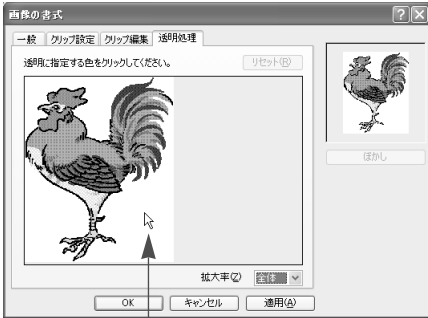 画像の書式
一般 クリップ設定 クリップ編集 透明処理
透明に指定する色をクリックしてください。 リセット(R)
ぼかし
拡大率(Z) 全体
OK キャンセル 適用(A)